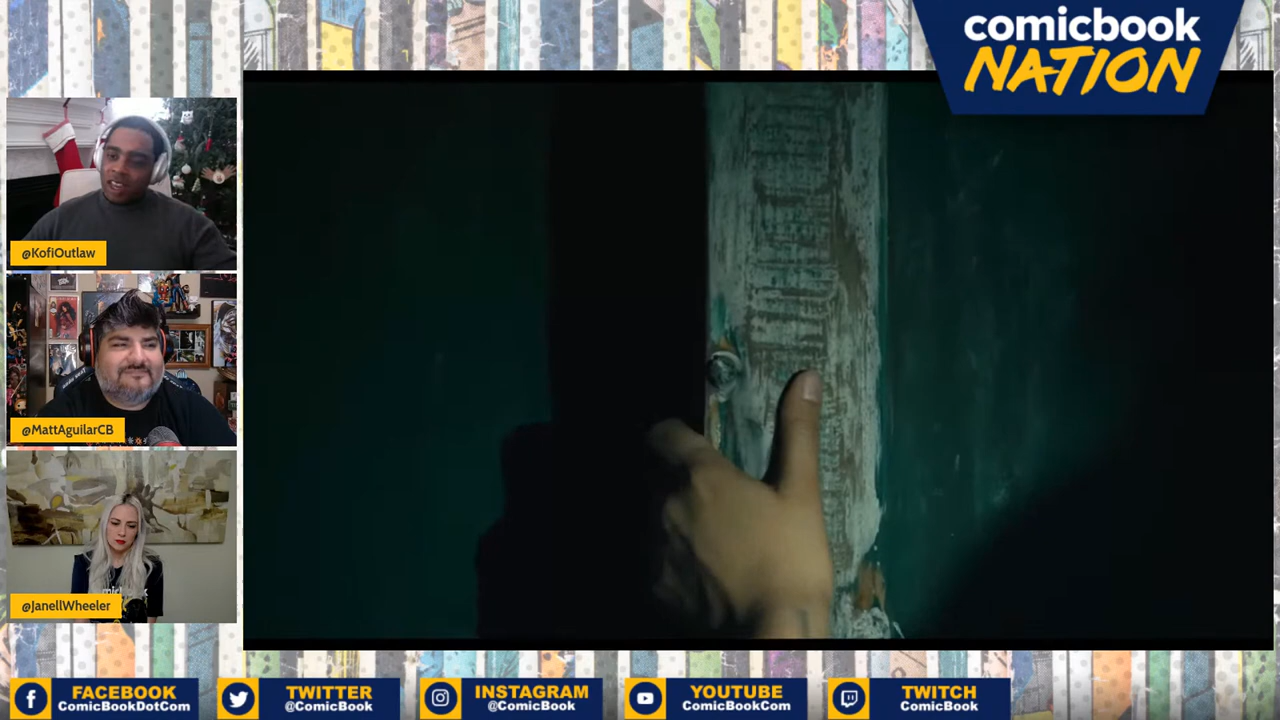 comicbook
NATION
@KofiOutlaw
@MattAguilarCB
@JanellWheeler
FACEBOOK
ComicBookDotCom
TWITTER
@ComicBook
INSTAGRAM
@ComicBook
YOUTUBE
ComicBookCom
TWITCH
ComicBook